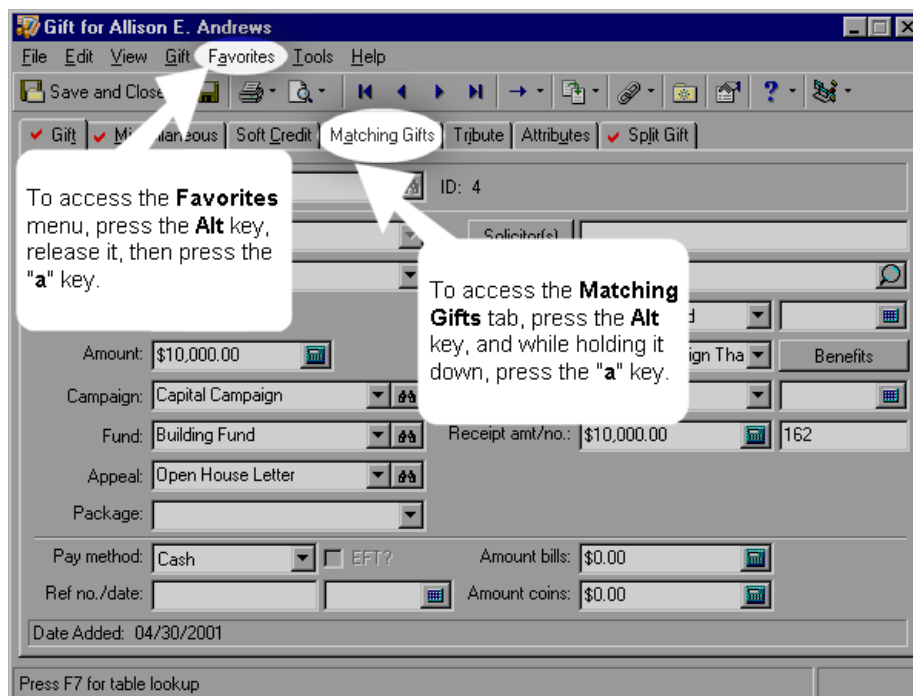 Gift for Allison E. Andrews
File Edit View Gift Favorites Tools Help
Save and Close
Gift Miscellaneous Soft Credit Matching Gifts Tribute Attributes Split Gift
ID: 4
To access the Favorites
menu, press the Alt key,
release it, then press the
"a" key.
Solicitor(s)
To access the Matching
Gifts tab, press the Alt
key, and while holding it
down, press the "a" key.
Amount: $10,000.00
ign Tha
Benefits
Campaign: Capital Campaign
Fund: Building Fund
Receipt amt/no.: $10,000.00 162
Appeal: Open House Letter
Package:
Pay method: Cash EFT? Amount bills: $0.00
Ref no./date: Amount coins: $0.00
Date Added: 04/30/2001
Press F7 for table lookup